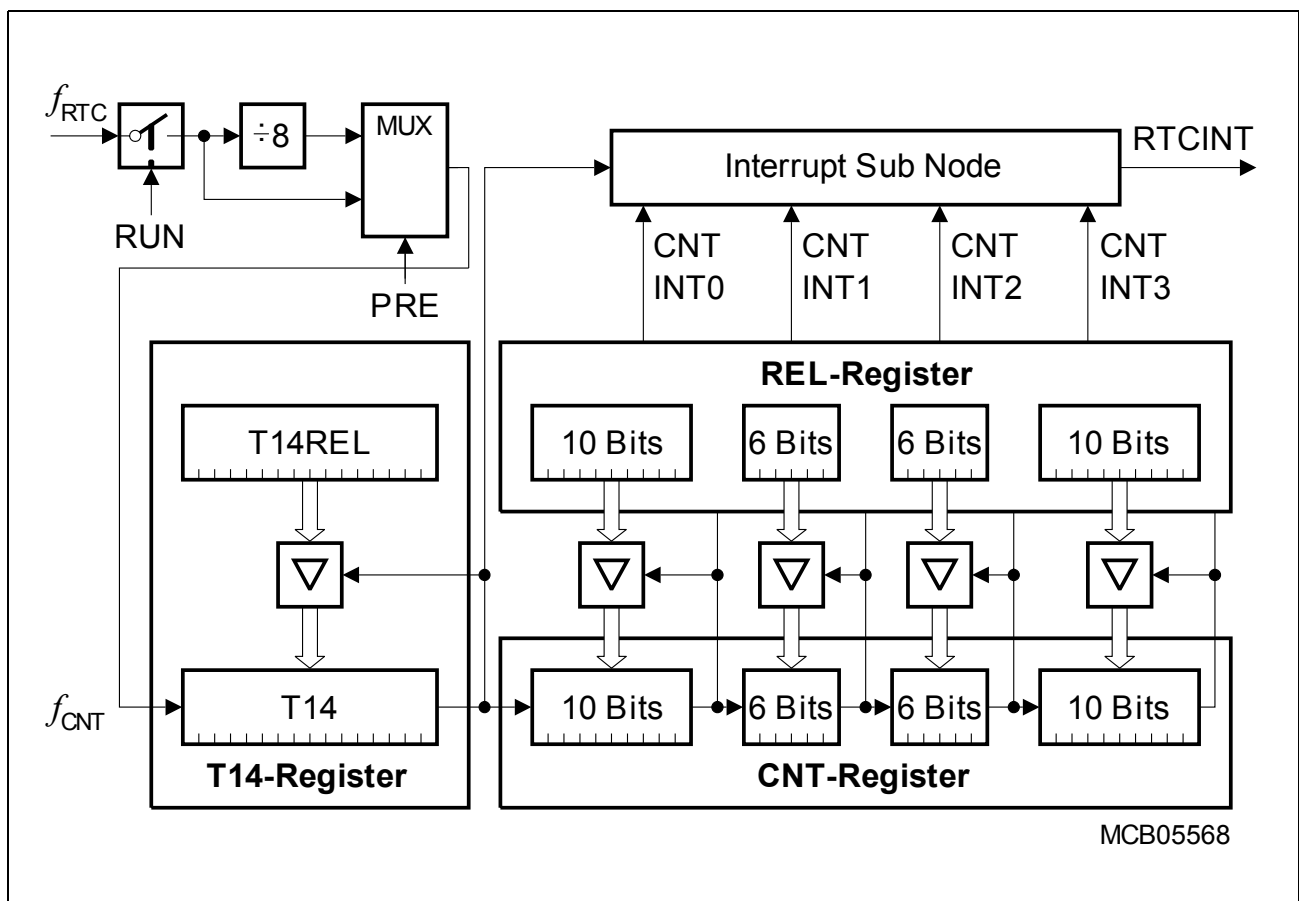 fRTC
÷8
MUX
RUN
PRE
Interrupt Sub Node
RTCINT
CNT
INT0
CNT
INT1
CNT
INT2
CNT
INT3
REL-Register
T14REL
10 Bits
6 Bits
6 Bits
10 Bits
fCNT
T14
10 Bits
6 Bits
6 Bits
10 Bits
T14-Register
CNT-Register
MCB05568